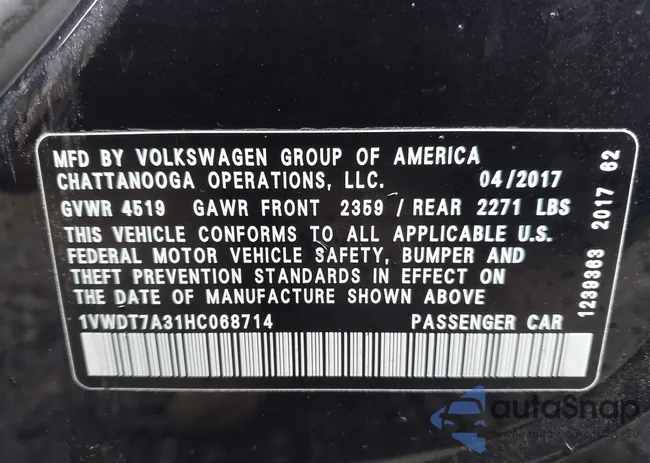 MFD BY VOLKSWAGEN GROUP OF AMERICA
CHATTANOOGA OPERATIONS, LLC. 04/2017
GVWR 4519 GAWR FRONT 2359 / REAR 2271 LBS
THIS VEHICLE CONFORMS TO ALL APPLICABLE U.S.
FEDERAL MOTOR VEHICLE SAFETY, BUMPER AND
THEFT PREVENTION STANDARDS IN EFFECT ON
THE DATE OF MANUFACTURE SHOWN ABOVE
1VWDT7A31HC068714 PASSENGER CAR
1239363 2017 62
autoSnap